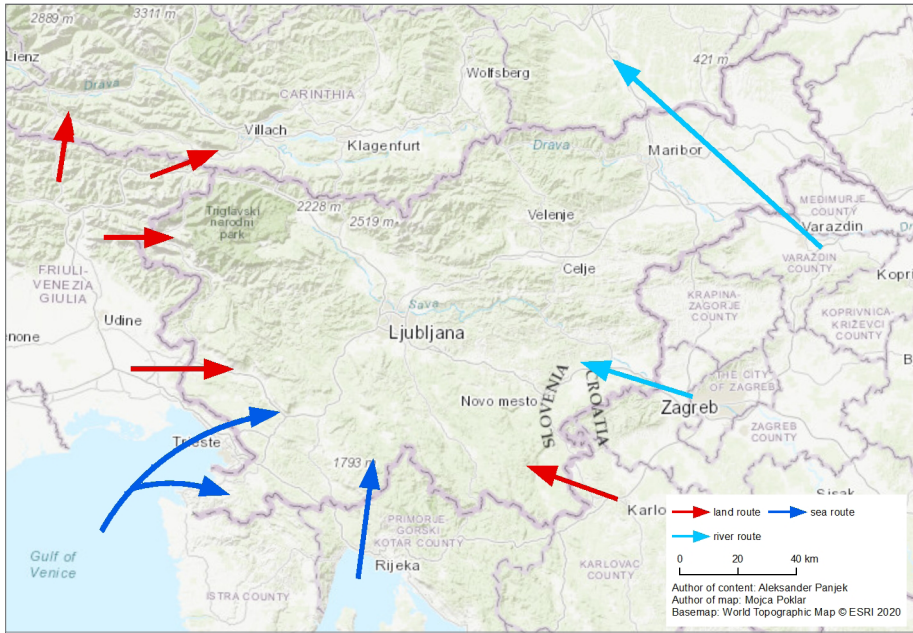 2889 m
3311 m
Lienz
Drava
CARINTHIA
Wolfsberg
421 m
Villach
Klagenfurt
Drava
Maribor
2228 m
Triglavski
narodni
park
2519 m
Velenje
MEĐIMURJE
COUNTY
Varazdin
Dra
VARAŽDIN
COUNTY
FRIULI-
VENEZIA
GIULIA
Celje
Kopri
KRAPINA-
ZAGORJE
COUNTY
KOPRIVNICA-
KRIŽEVCI
COUNTY
Sava
none
Udine
Ljubljana
B
SLOVENIA
CROATIA
THE CITY
OF ZAGREB
Novo mesto
Zagreb
ZAGREB
COUNTY
Trieste
1793 m
Karlo
Sisak
PRIMORJE-
GORSKI
KOTAR COUNTY
Gulf of
Venice
Rijeka
ISTRA COUNTY
KARLOVAC
COUNTY
land route
sea route
river route
0 20 40 km
Author of content: Aleksander Panjek
Author of map: Mojca Poklar
Basemap: World Topographic Map © ESRI 2020